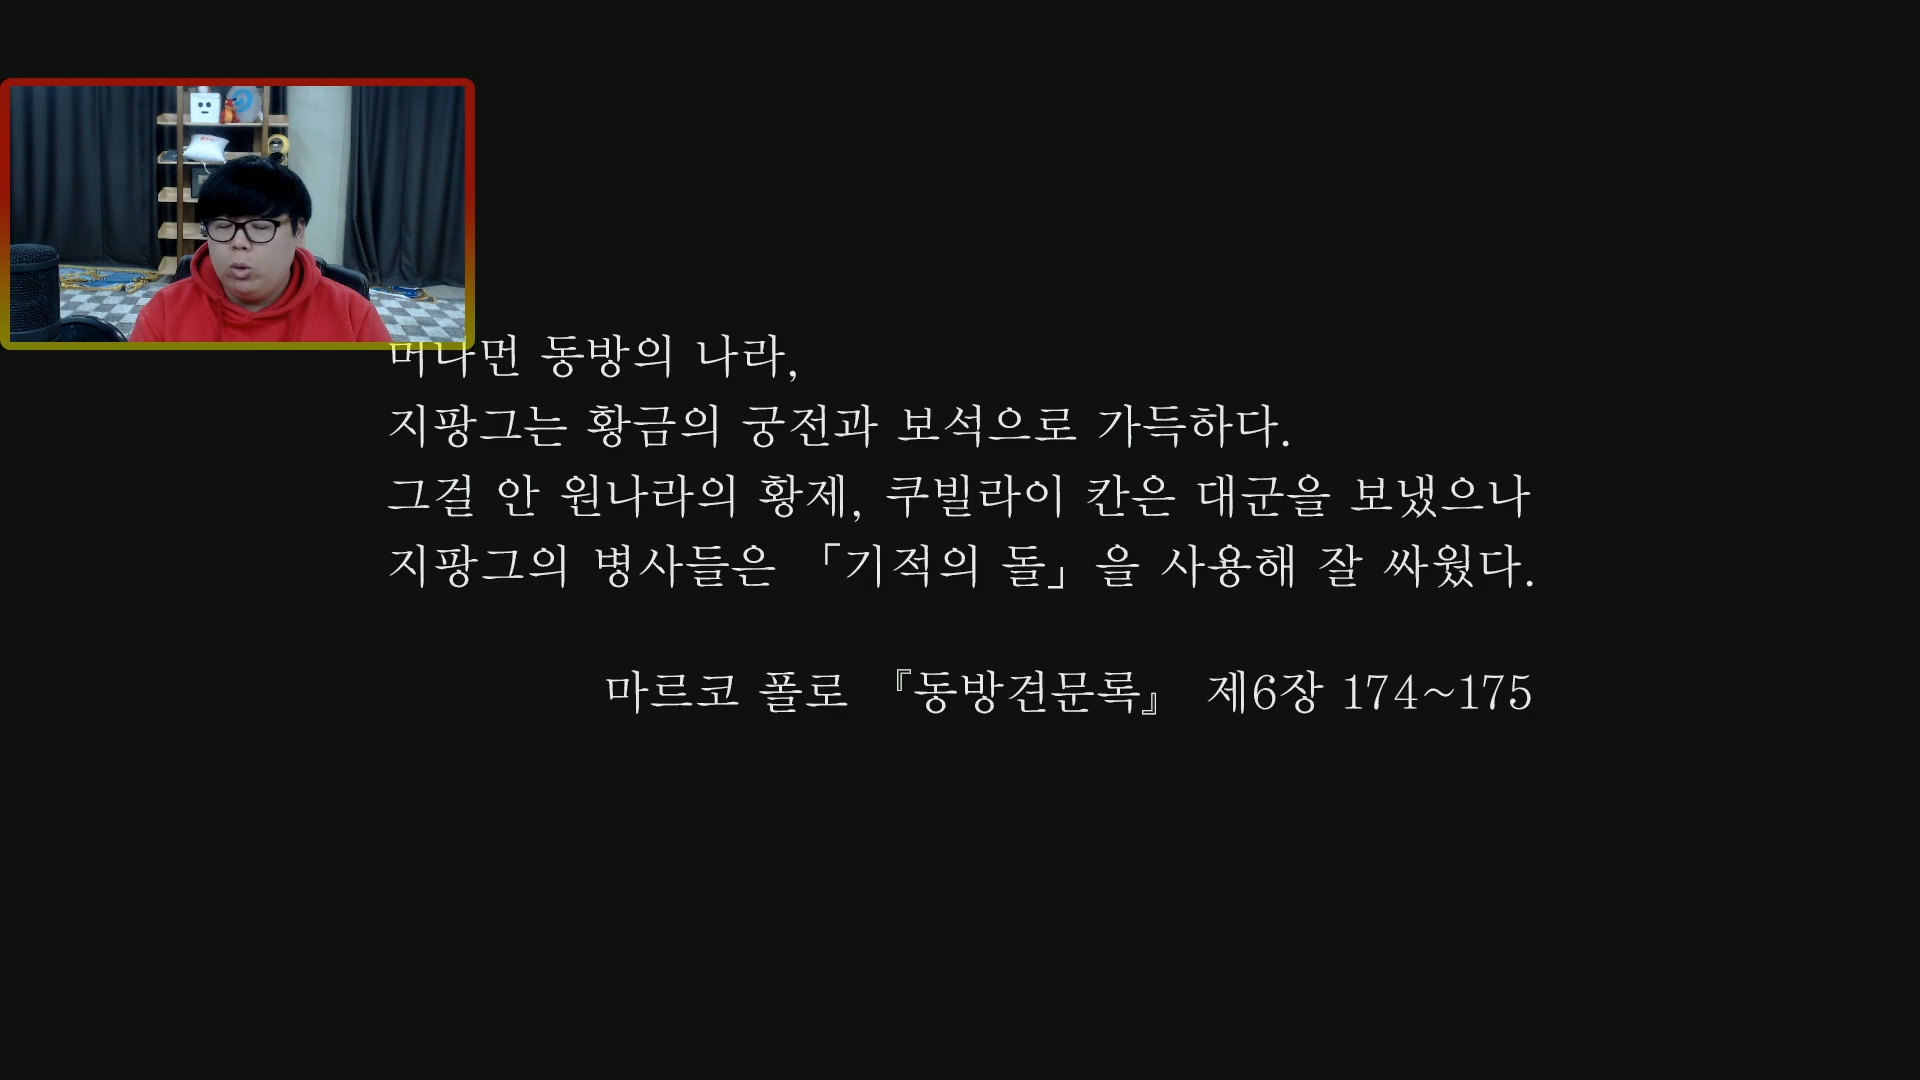 머나먼 동방의 나라,
지팡그는 황금의 궁전과 보석으로 가득하다.
그걸 안 원나라의 황제, 쿠빌라이 칸은 대군을 보냈으나
지팡그의 병사들은 「기적의 돌」을 사용해 잘 싸웠다.
마르코 폴로 『동방견문록』 제6장 174~175